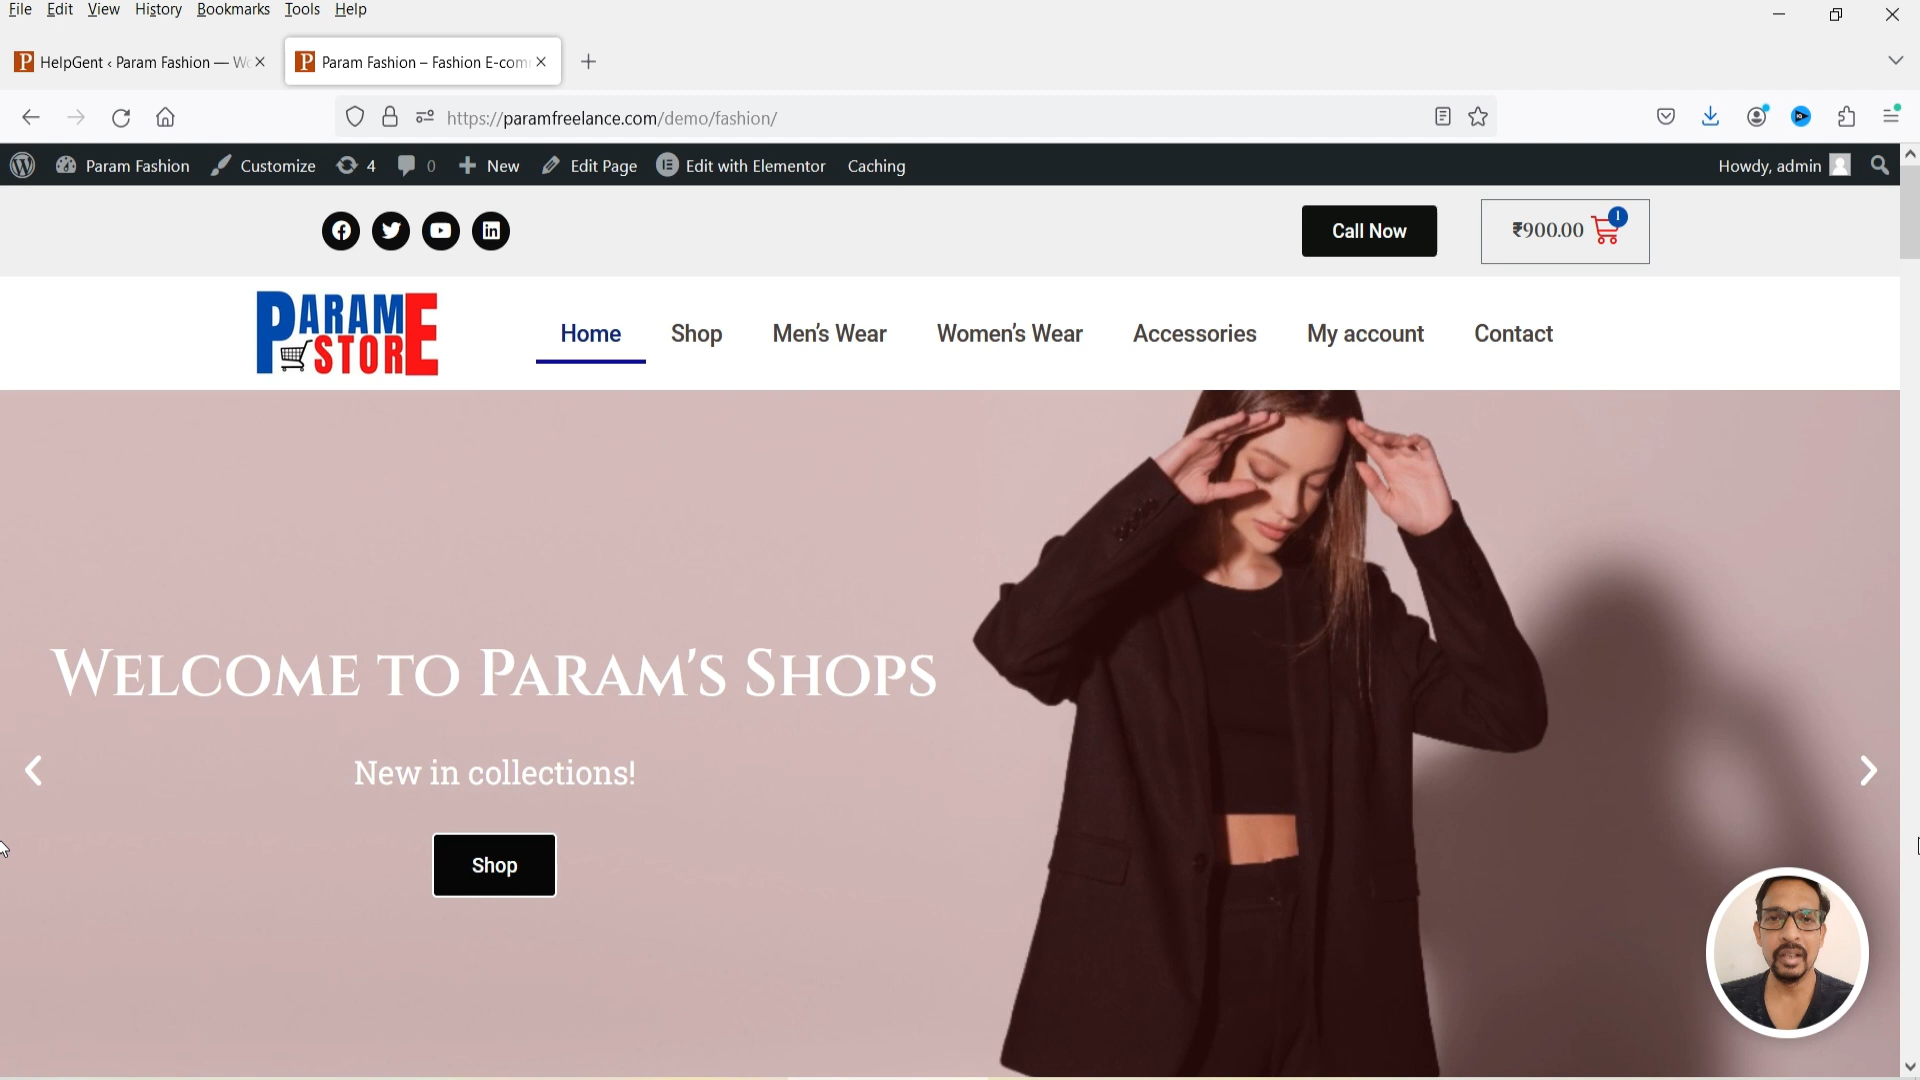 File Edit View History Bookmarks Tools Help
HelpGent ‹ Param Fashion — Wo
Param Fashion – Fashion E-com
https://paramfreelance.com/demo/fashion/
Param Fashion Customize 4 0 New Edit Page Edit with Elementor Caching Howdy, admin
Call Now
₹900.00 1
PARAM STORE
Home Shop Men’s Wear Women’s Wear Accessories My account Contact
Welcome to Param's Shops
New in collections!
Shop